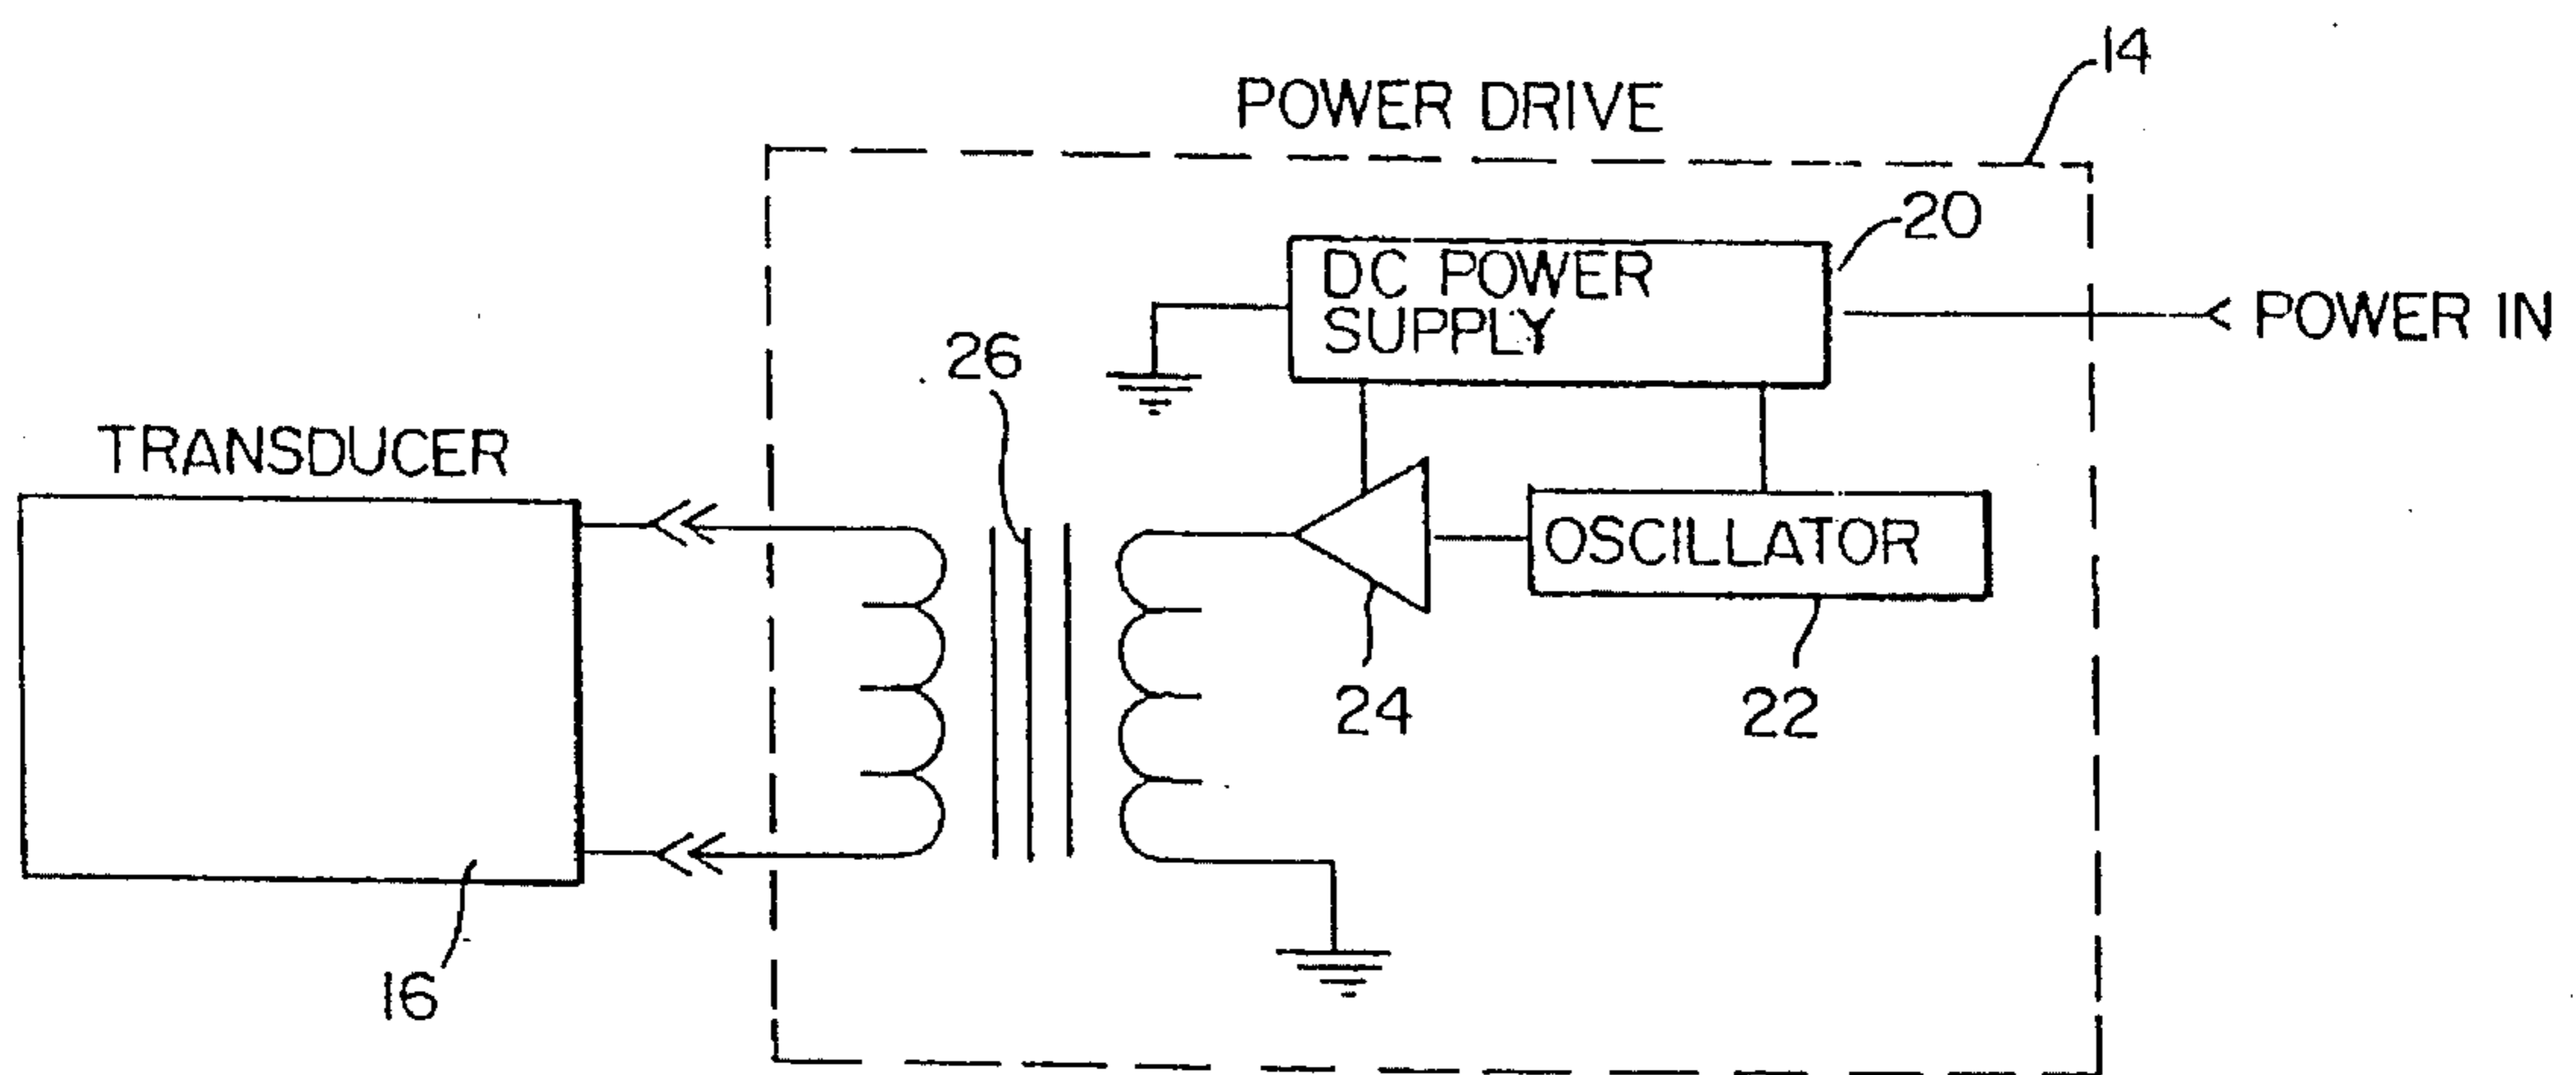 14
POWER DRIVE
20
DC POWER
SUPPLY
POWER IN
26
TRANSDUCER
OSCILLATOR
24
22
16